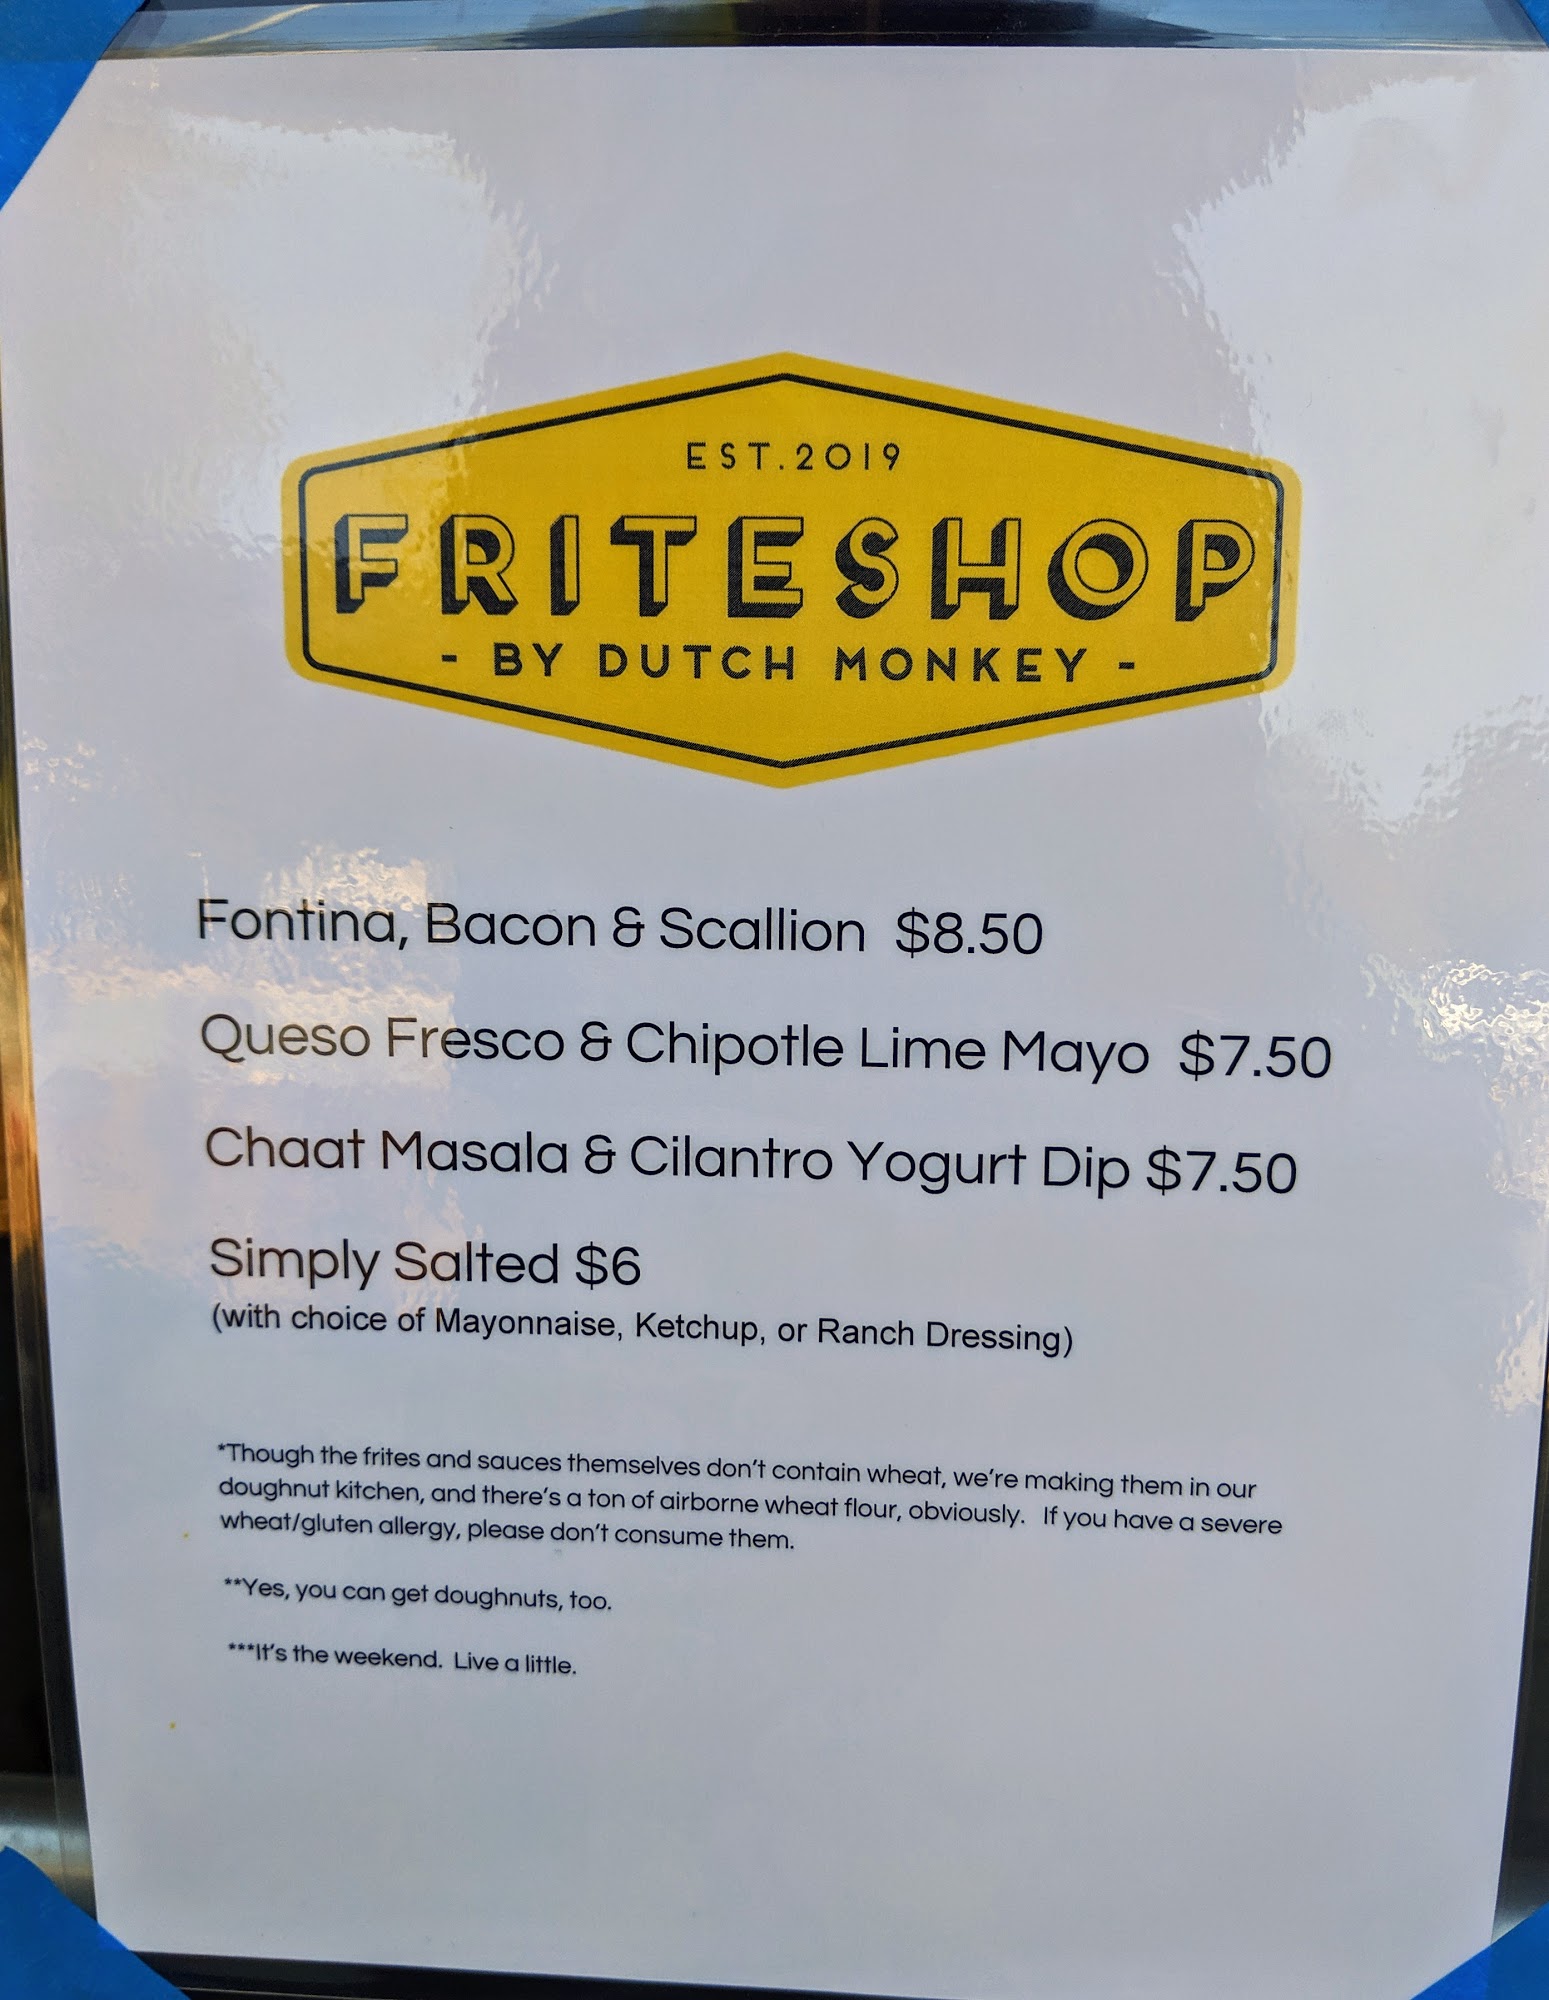 EST.2019
FRITESHOP
- BY DUTCH MONKEY -
Fontina, Bacon & Scallion $8.50
Queso Fresco & Chipotle Lime Mayo $7.50
Chaat Masala & Cilantro Yogurt Dip $7.50
Simply Salted $6
(with choice of Mayonnaise, Ketchup, or Ranch Dressing)
*Though the frites and sauces themselves don't contain wheat, we're making them in our
doughnut kitchen, and there's a ton of airborne wheat flour, obviously. If you have a severe
wheat/gluten allergy, please don't consume them.
**Yes, you can get doughnuts, too.
***It's the weekend. Live a little.